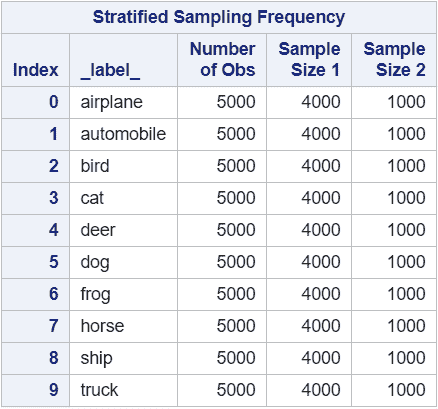 Stratified Sampling Frequency
Index _label_ Number of Obs Sample Size 1 Sample Size 2
0 airplane 5000 4000 1000
1 automobile 5000 4000 1000
2 bird 5000 4000 1000
3 cat 5000 4000 1000
4 deer 5000 4000 1000
5 dog 5000 4000 1000
6 frog 5000 4000 1000
7 horse 5000 4000 1000
8 ship 5000 4000 1000
9 truck 5000 4000 1000